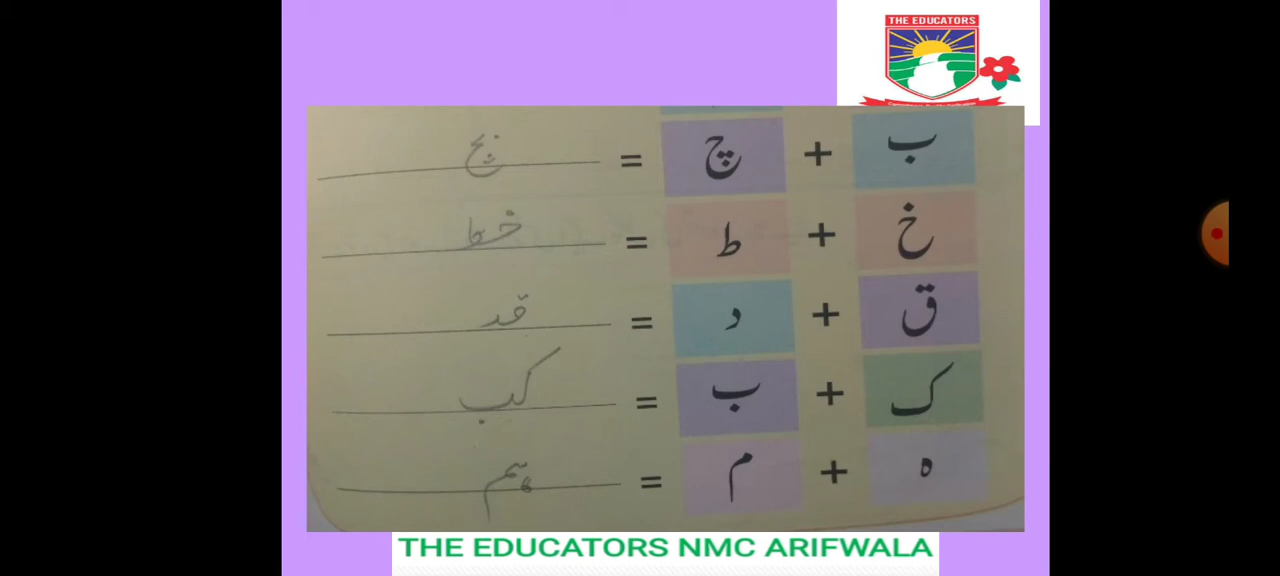 THE EDUCATORS
ب + چ = بچ
خ + ط = خط
ق + د = قد
ک + ب = کب
ہ + م = ہم
THE EDUCATORS NMC ARIFWALA